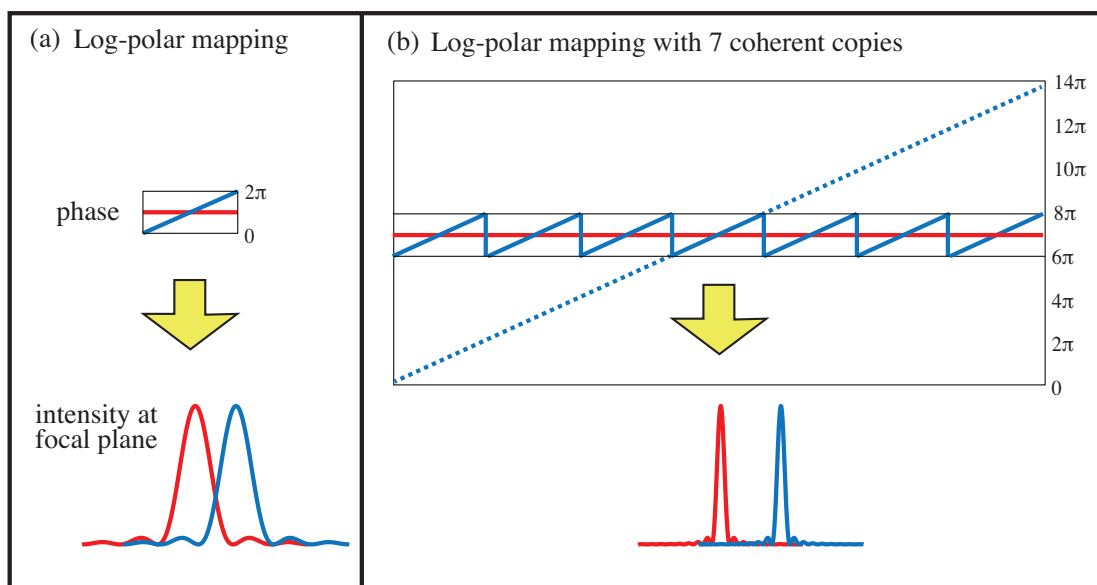 (a) Log-polar mapping
phase
2π
0
intensity at
focal plane
(b) Log-polar mapping with 7 coherent copies
14π
12π
10π
8π
6π
4π
2π
0